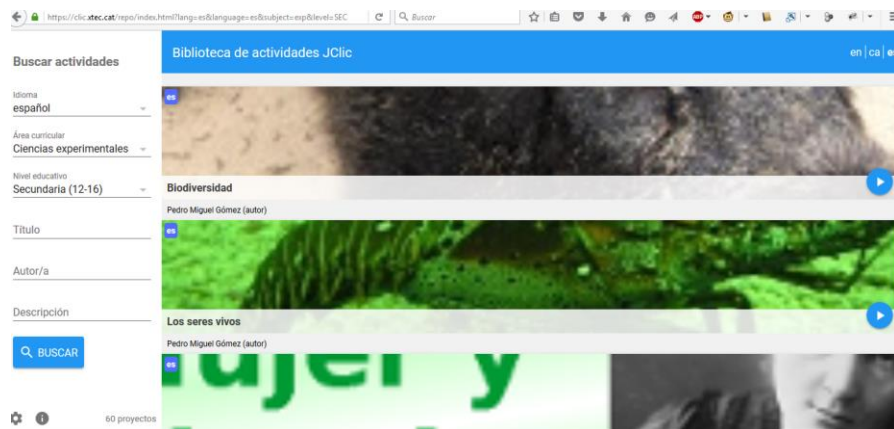 https://clic.xtec.cat/repo/index.html?lang=es&language=es&subject=exp&level=SEC
Buscar
Buscar actividades
Biblioteca de actividades JClic
en | ca | e
Idioma
español
Área curricular
Ciencias experimentales
Nivel educativo
Secundaria (12-16)
Título
Autor/a
Descripción
BUSCAR
60 proyectos
es
Biodiversidad
Pedro Miguel Gómez (autor)
es
Los seres vivos
Pedro Miguel Gómez (autor)
es
ujer y